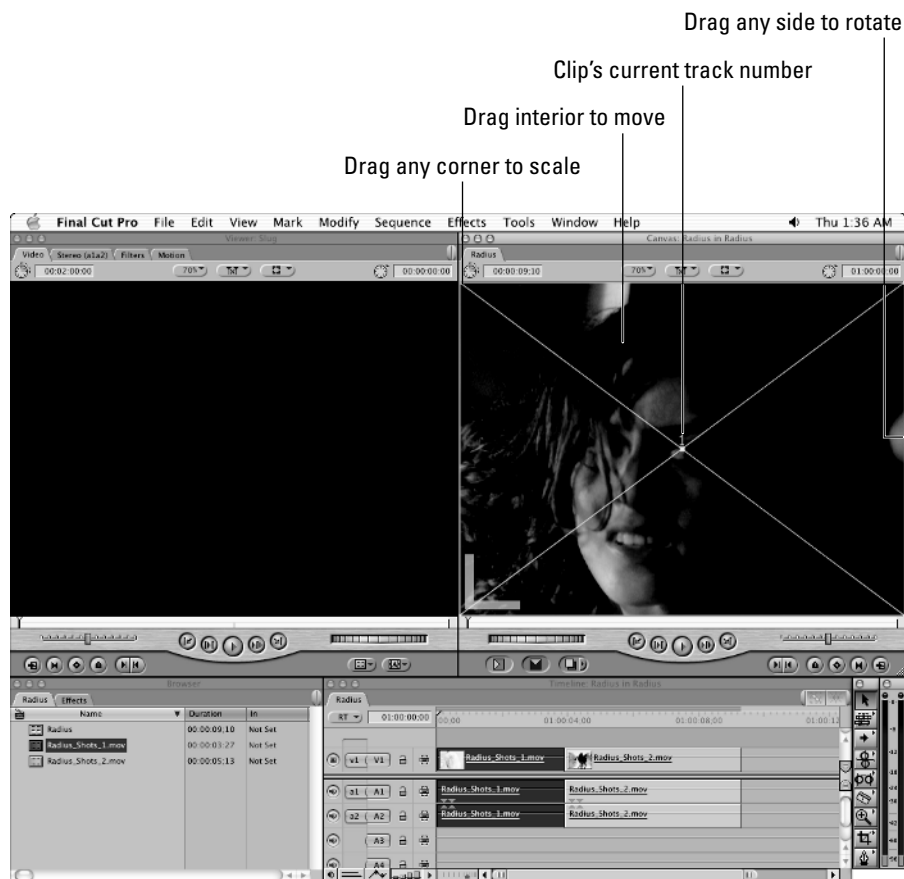 Drag any side to rotate
Clip's current track number
Drag interior to move
Drag any corner to scale
Final Cut Pro File Edit View Mark Modify Sequence Effects Tools Window Help Thu 1:36 AM
Viewer: Slug
Canvas: Radius in Radius
Video Stereo (a1a2) Filters Motion
Radius
00:02:00:00 70% 00:00:00:00
00:00:09:10 70% 01:00:00:00
1
Browser
Timeline: Radius in Radius
Radius Effects
Radius
Name Duration In
RT 01:00:00:00 00:00 01:00:04:00 01:00:08:00 01:00:12
Radius 00:00:09;10 Not Set
Radius_Shots_1.mov 00:00:03:27 Not Set
Radius_Shots_2.mov 00:00:05;13 Not Set
v1 V1 Radius_Shots_1.mov Radius_Shots_2.mov
a1 A1 Radius_Shots_1.mov Radius_Shots_2.mov
a2 A2 Radius_Shots_1.mov Radius_Shots_2.mov
A3
A4